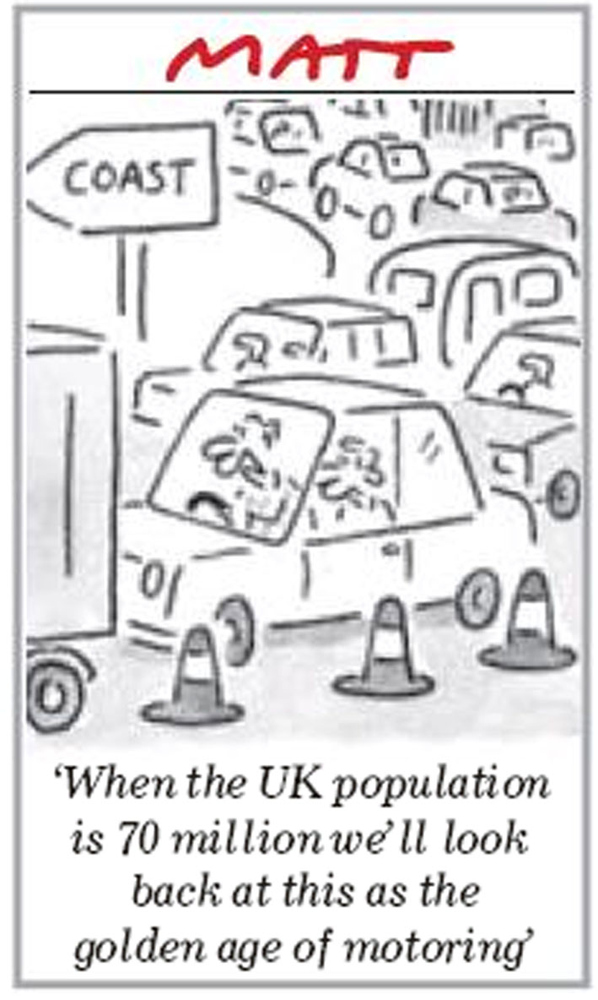 MATT
COAST
‘When the UK population
is 70 million we’ll look
back at this as the
golden age of motoring’